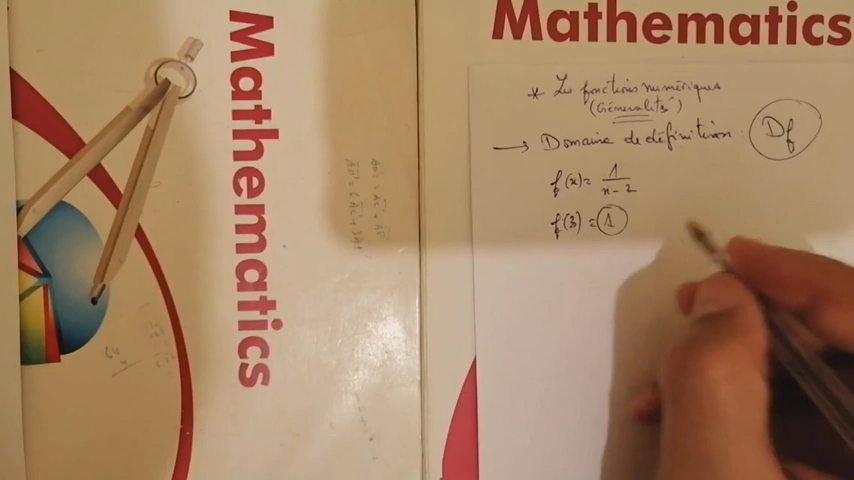 Mathematics
Mathematics
* Les fonctions numériques
(Généralités)
→ Domaine de définition. Df
f(x) = 1/(x-2)
f(3) = 1